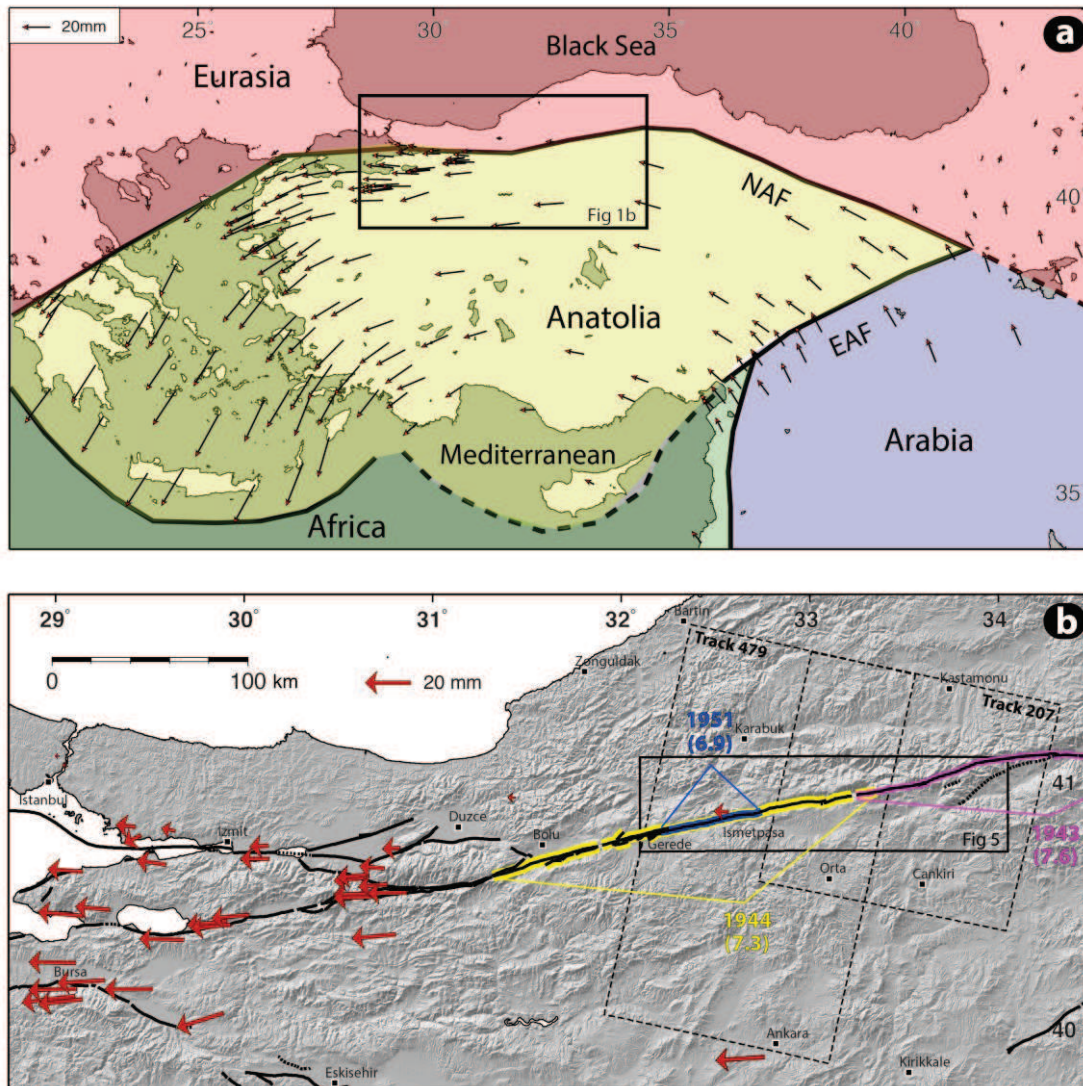 20mm
25°
30°
35°
40°
a
Black Sea
Eurasia
NAF
40
Fig 1b
Anatolia
EAF
Mediterranean
Arabia
35
Africa
29°
30°
31°
32°
33°
34°
b
Bartin
Track 479
0
100 km
20 mm
Zonguldak
Kastamonu
1951
(6.9)
Karabuk
Track 207
Istanbul
Izmit
Duzce
Bolu
Gerede
Ismetpasa
41
Fig 5
1943
(7.6)
Orta
Cankiri
1944
(7.3)
Bursa
Ankara
40
Eskisehir
Kirikkale